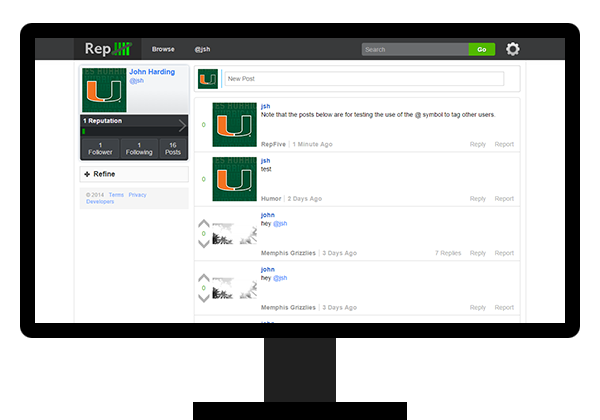 Rep
Browse
@jsh
Search
Go
John Harding
@jsh
1 Reputation
1
Follower
1
Following
16
Posts
Refine
© 2014 Terms Privacy
Developers
New Post
jsh
Note that the posts below are for testing the use of the @ symbol to tag other users.
0
RepFive | 1 Minute Ago
Reply Report
jsh
test
0
Humor | 2 Days Ago
Reply Report
john
hey @jsh
0
Memphis Grizzlies | 3 Days Ago
7 Replies Reply Report
john
hey @jsh
0
Memphis Grizzlies | 3 Days Ago
Reply Report